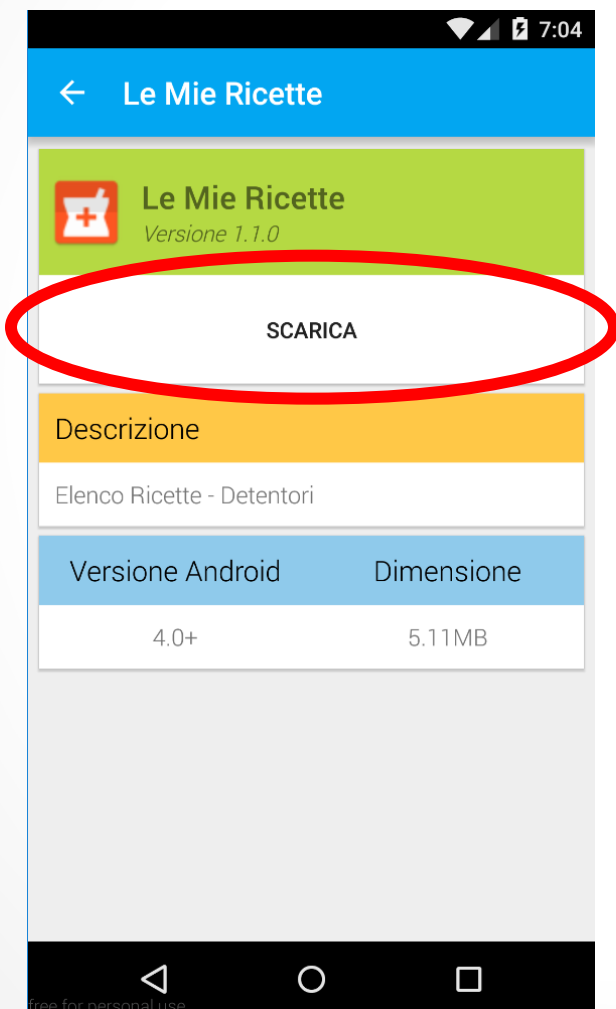 7:04
Le Mie Ricette
Le Mie Ricette
Versione 1.1.0
SCARICA
Descrizione
Elenco Ricette - Detentori
Versione Android Dimensione
4.0+ 5.11MB
free for personal use